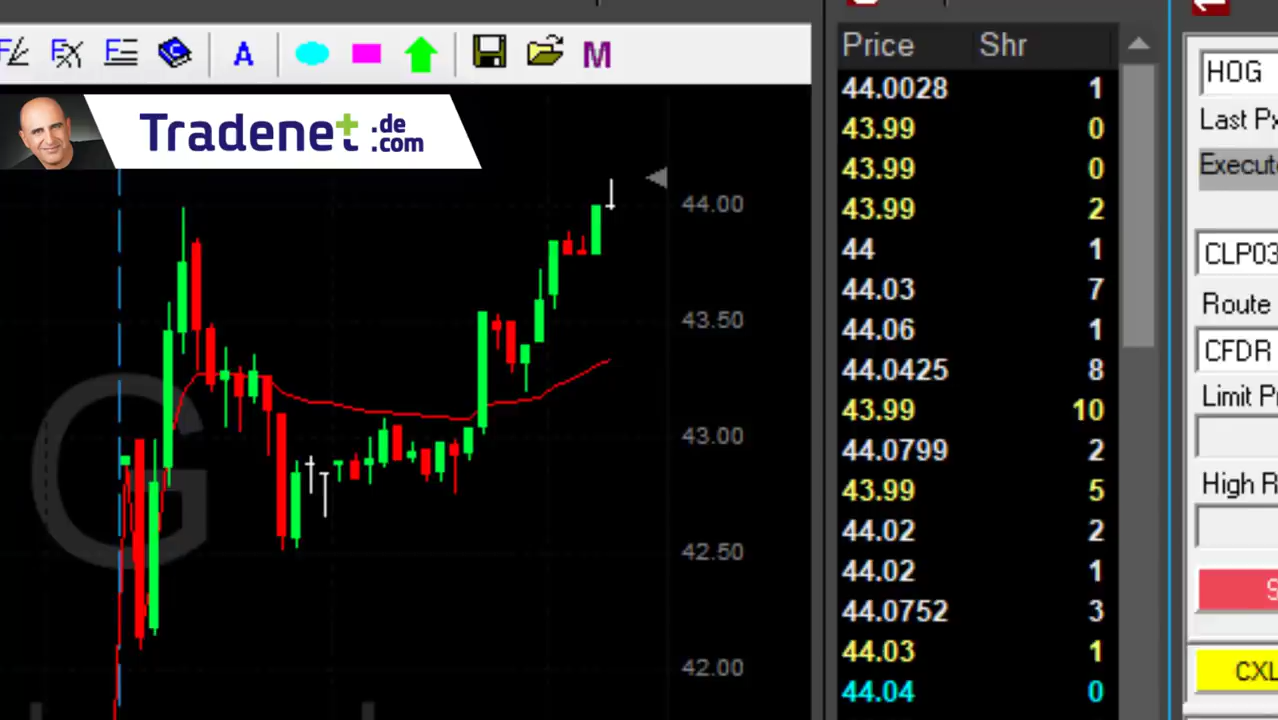 A
M
Tradenet .de
.com
G
44.00
43.50
43.00
42.50
42.00
Price Shr
44.0028 1
43.99 0
43.99 0
43.99 2
44 1
44.03 7
44.06 1
44.0425 8
43.99 10
44.0799 2
43.99 5
44.02 2
44.02 1
44.0752 3
44.03 1
44.04 0
HOG
Last Px
Execut
CLP03
Route
CFDR
Limit Pr
High R
S
CXL